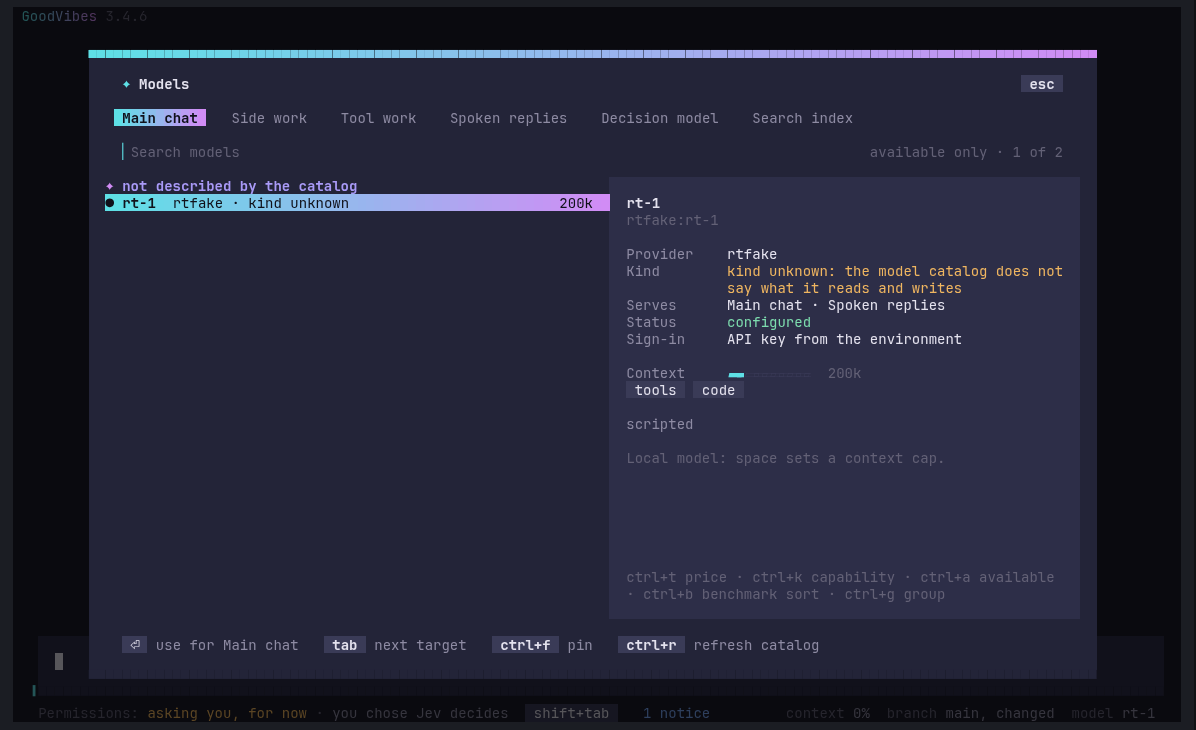 GoodVibes 3.4.6
✦ Models esc
Main chat Side work Tool work Spoken replies Decision model Search index
Search models available only · 1 of 2
✦ not described by the catalog
● rt-1 rtfake · kind unknown 200k
rt-1
rtfake:rt-1
Provider rtfake
Kind kind unknown: the model catalog does not
say what it reads and writes
Serves Main chat · Spoken replies
Status configured
Sign-in API key from the environment
Context 200k
tools code
scripted
Local model: space sets a context cap.
ctrl+t price · ctrl+k capability · ctrl+a available
· ctrl+b benchmark sort · ctrl+g group
⏎ use for Main chat tab next target ctrl+f pin ctrl+r refresh catalog
Permissions: asking you, for now · you chose Jev decides shift+tab 1 notice context 0% branch main, changed model rt-1